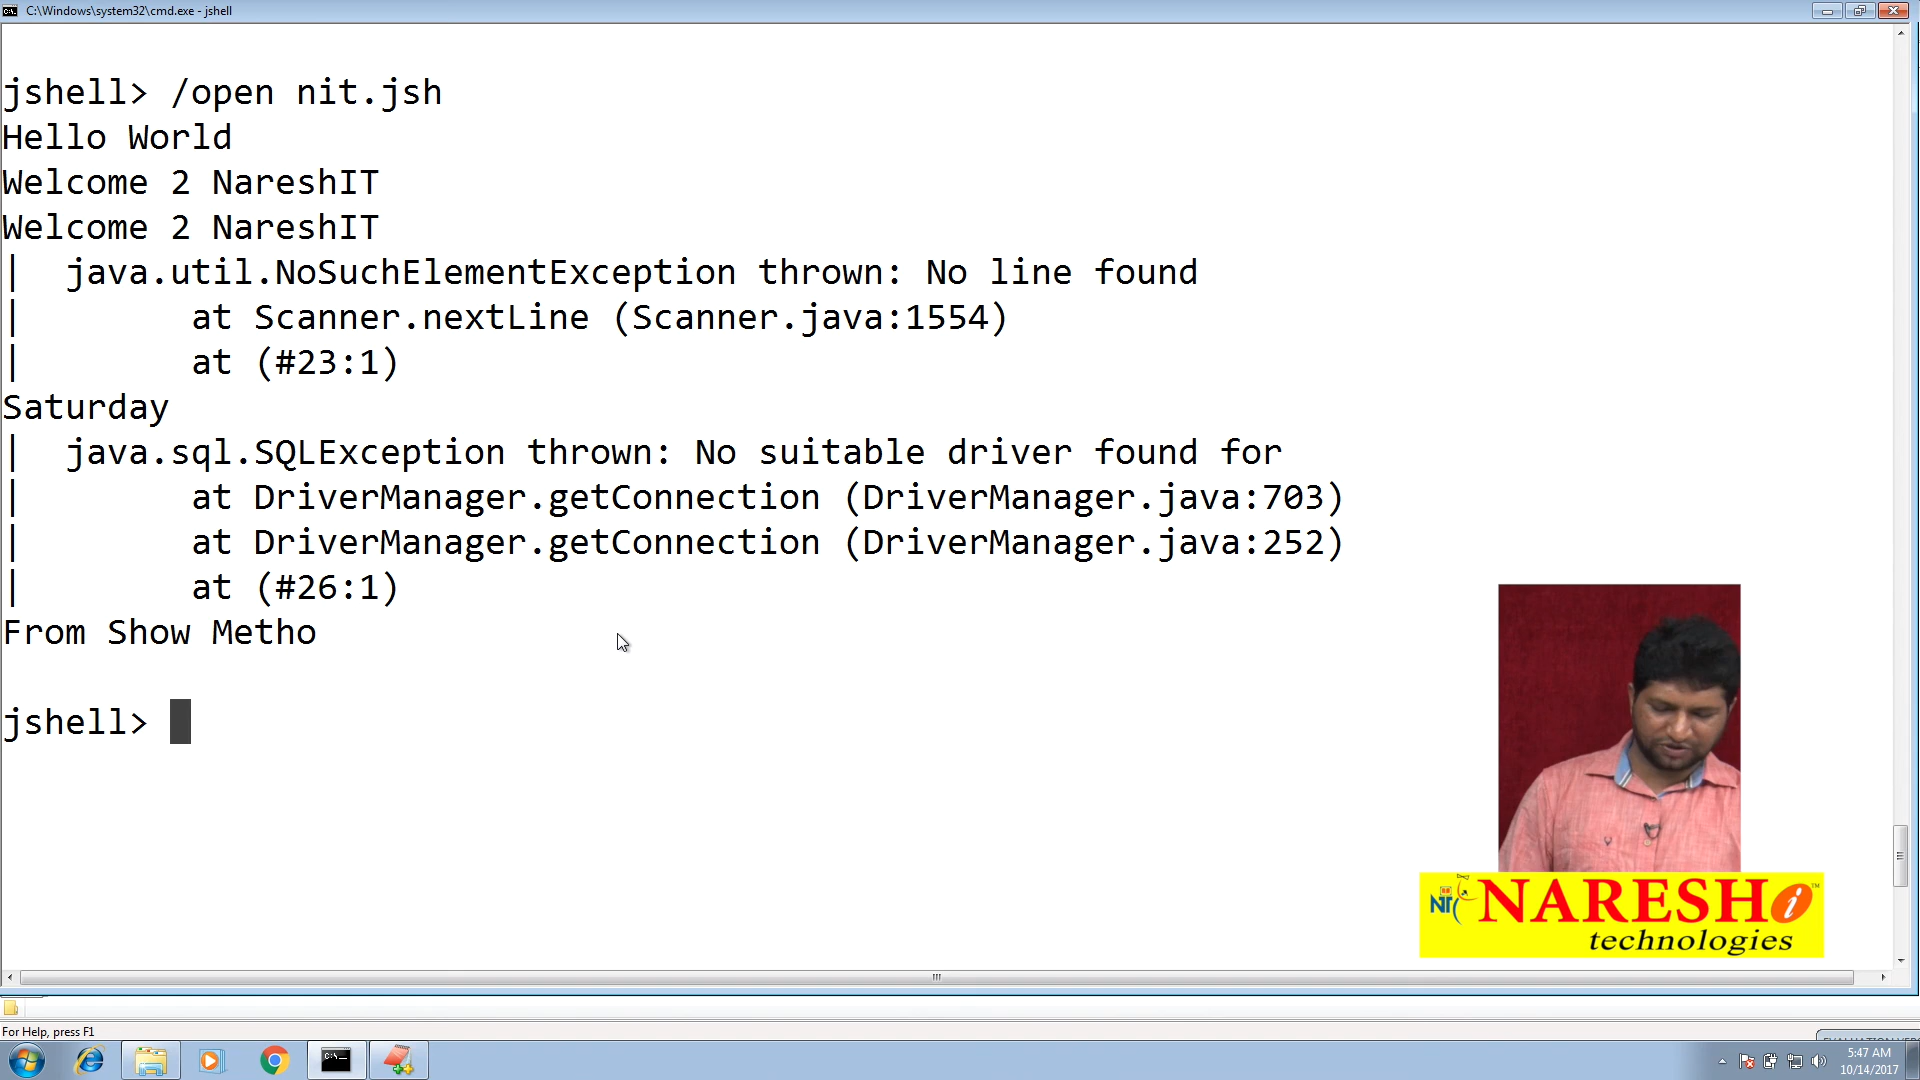 C:\Windows\system32\cmd.exe - jshell
jshell> /open nit.jsh
Hello World
Welcome 2 NareshIT
Welcome 2 NareshIT
|  java.util.NoSuchElementException thrown: No line found
|        at Scanner.nextLine (Scanner.java:1554)
|        at (#23:1)
Saturday
|  java.sql.SQLException thrown: No suitable driver found for
|        at DriverManager.getConnection (DriverManager.java:703)
|        at DriverManager.getConnection (DriverManager.java:252)
|        at (#26:1)
From Show Metho
jshell>
NARESH i ™
technologies
For Help, press F1
C:\.
5:47 AM
10/14/2017